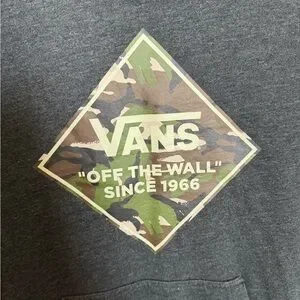 VANS
"OFF THE WALL"
SINCE 1966